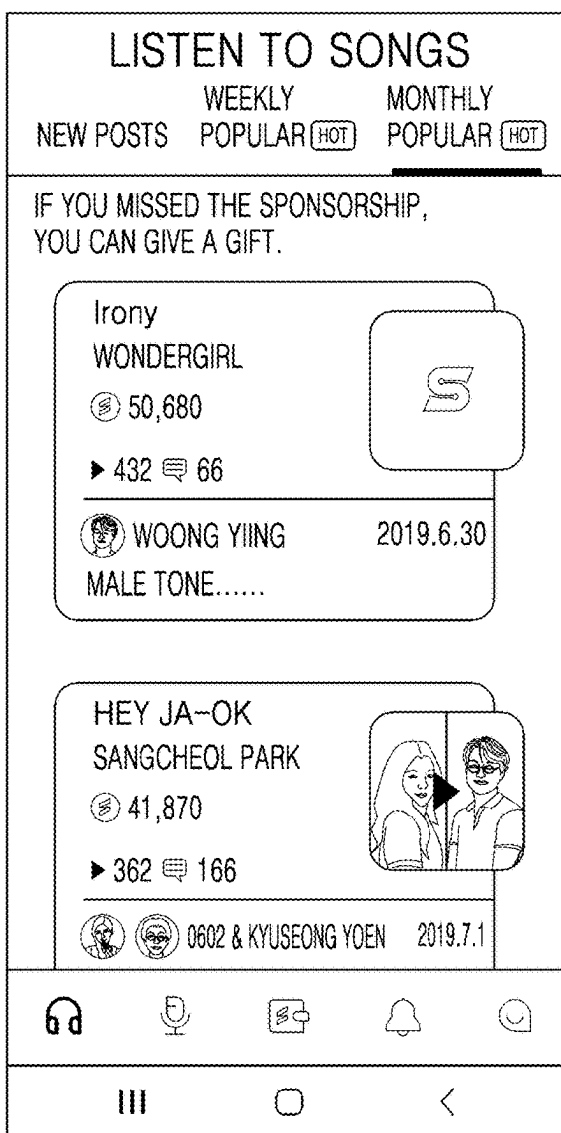 LISTEN TO SONGS
NEW POSTS
WEEKLY
POPULAR HOT
MONTHLY
POPULAR HOT
IF YOU MISSED THE SPONSORSHIP,
YOU CAN GIVE A GIFT.
Irony
WONDERGIRL
50,680
432 66
WOONG YIING 2019.6.30
MALE TONE......
HEY JA-OK
SANGCHEOL PARK
41,870
362 166
0602 & KYUSEONG YOEN 2019.7.1